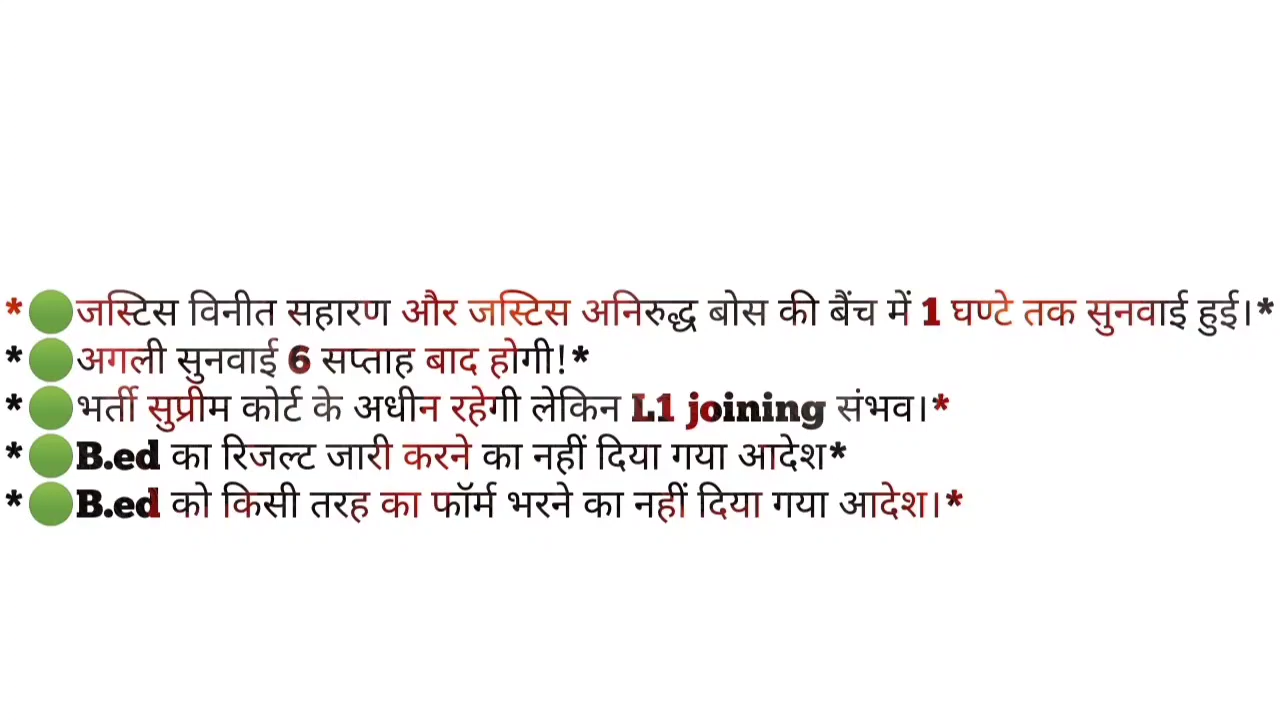 *🟢जस्टिस विनीत सहारण और जस्टिस अनिरुद्ध बोस की बैंच में 1 घण्टे तक सुनवाई हुई।*
*🟢अगली सुनवाई 6 सप्ताह बाद होगी!*
*🟢भर्ती सुप्रीम कोर्ट के अधीन रहेगी लेकिन L1 joining संभव।*
*🟢B.ed का रिजल्ट जारी करने का नहीं दिया गया आदेश*
*🟢B.ed को किसी तरह का फॉर्म भरने का नहीं दिया गया आदेश।*